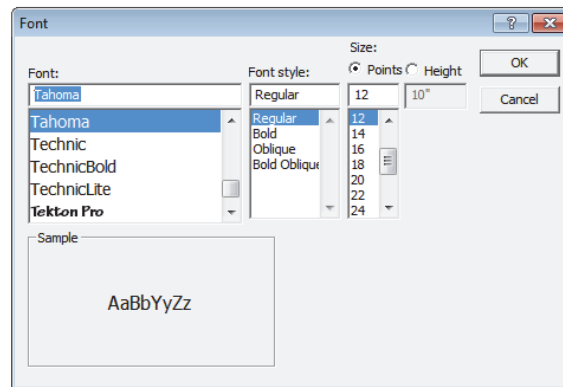 Font
Size:
Font:
Font style:
Points
Height
OK
Tahoma
Regular
12
10"
Cancel
Tahoma
Technic
TechnicBold
TechnicLite
Tekton Pro
Regular
Bold
Oblique
Bold Oblique
12
14
16
18
20
22
24
Sample
AaBbYyZz